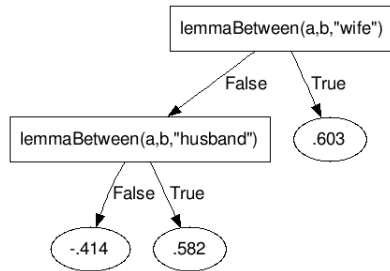 lemmaBetween(a,b,"wife")
False
True
lemmaBetween(a,b,"husband")
.603
False
True
-.414
.582